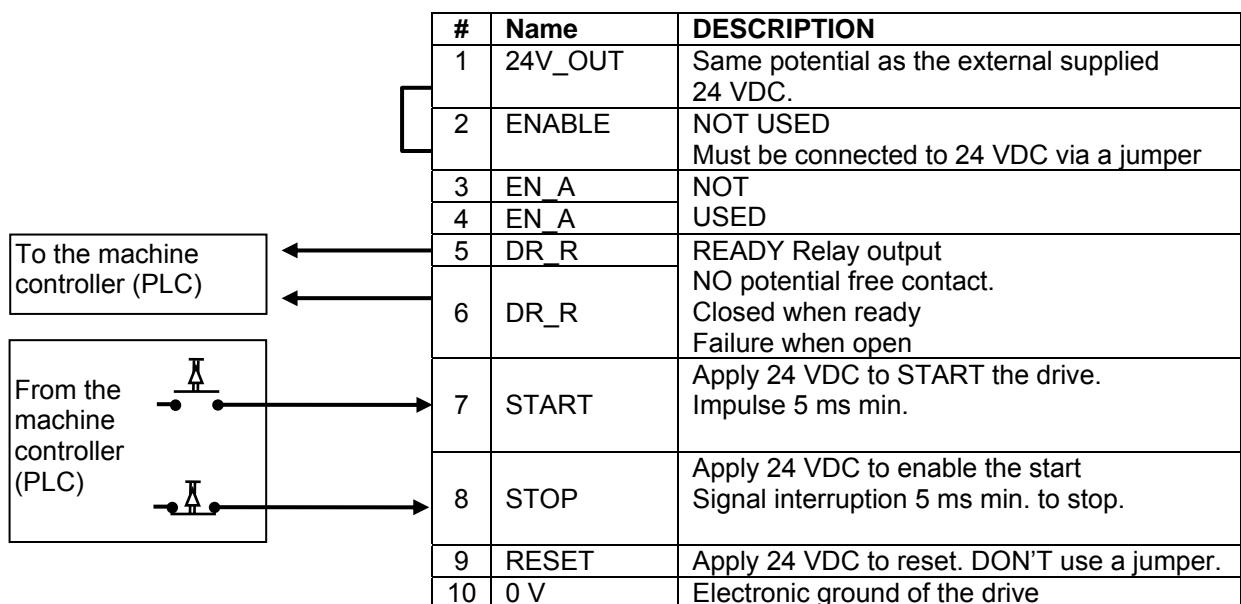 # Name DESCRIPTION
1 24V_OUT Same potential as the external supplied
24 VDC.
2 ENABLE NOT USED
Must be connected to 24 VDC via a jumper
3 EN_A NOT
4 EN_A USED
To the machine
controller (PLC)
5 DR_R READY Relay output
NO potential free contact.
6 DR_R Closed when ready
Failure when open
From the
machine
controller
(PLC)
7 START Apply 24 VDC to START the drive.
Impulse 5 ms min.
8 STOP Apply 24 VDC to enable the start
Signal interruption 5 ms min. to stop.
9 RESET Apply 24 VDC to reset. DON'T use a jumper.
10 0 V Electronic ground of the drive